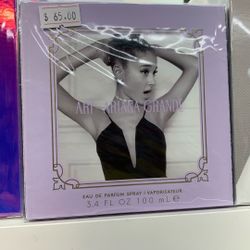 $ 65.00
ARI ARIANA GRANDE
EAU DE PARFUM SPRAY / VAPORISATEUR
3.4 FL OZ 100 mL ℮